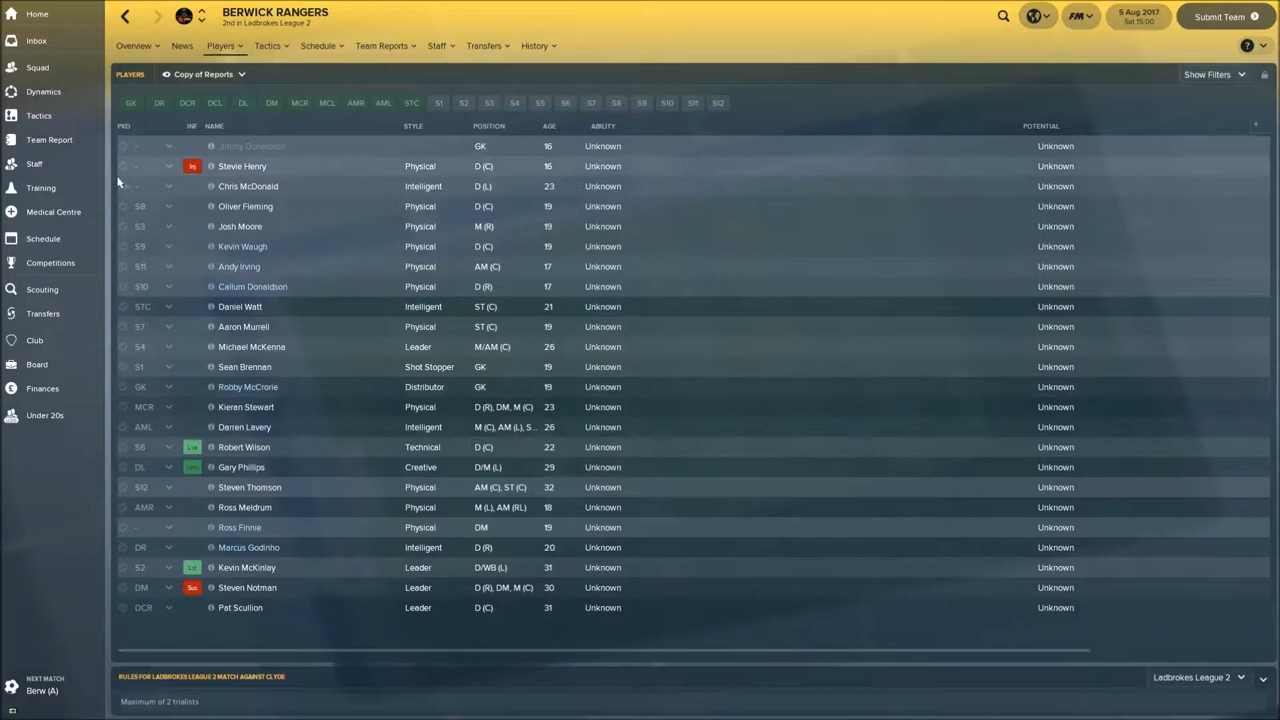 Home
BERWICK RANGERS
2nd in Ladbrokes League 2
FM
5 Aug 2017
Sat 15:00
Submit Team
Inbox
Overview News Players Tactics Schedule Team Reports Staff Transfers History
?
Squad
Dynamics
Tactics
Team Report
Staff
Training
Medical Centre
Schedule
Competitions
Scouting
Transfers
Club
Board
Finances
Under 20s
NEXT MATCH
Berw (A)
PLAYERS Copy of Reports Show Filters
GK DR DCR DCL DL DM MCR MCL AMR AML STC S1 S2 S3 S4 S5 S6 S7 S8 S9 S10 S11 S12
PKD INF NAME STYLE POSITION AGE ABILITY POTENTIAL +
- Jimmy Donaldson GK 16 Unknown Unknown
- Inj Stevie Henry Physical D (C) 16 Unknown Unknown
- Chris McDonald Intelligent D (L) 23 Unknown Unknown
S8 Oliver Fleming Physical D (C) 19 Unknown Unknown
S3 Josh Moore Physical M (R) 19 Unknown Unknown
S9 Kevin Waugh Physical D (C) 19 Unknown Unknown
S11 Andy Irving Physical AM (C) 17 Unknown Unknown
S10 Callum Donaldson Physical D (R) 17 Unknown Unknown
STC Daniel Watt Intelligent ST (C) 21 Unknown Unknown
S7 Aaron Murrell Physical ST (C) 19 Unknown Unknown
S4 Michael McKenna Leader M/AM (C) 26 Unknown Unknown
S1 Sean Brennan Shot Stopper GK 19 Unknown Unknown
GK Robby McCrorie Distributor GK 19 Unknown Unknown
MCR Kieran Stewart Physical D (R), DM, M (C) 23 Unknown Unknown
AML Darren Lavery Intelligent M (C), AM (L), S... 26 Unknown Unknown
S6 Robert Wilson Technical D (C) 22 Unknown Unknown
DL Gary Phillips Creative D/M (L) 29 Unknown Unknown
S12 Steven Thomson Physical AM (C), ST (C) 32 Unknown Unknown
AMR Ross Meldrum Physical M (L), AM (RL) 18 Unknown Unknown
- Ross Finnie Physical DM 19 Unknown Unknown
DR Marcus Godinho Intelligent D (R) 20 Unknown Unknown
S2 Lst Kevin McKinlay Leader D/WB (L) 31 Unknown Unknown
DM Sus Steven Notman Leader D (R), DM, M (C) 30 Unknown Unknown
DCR Pat Scullion Leader D (C) 31 Unknown Unknown
RULES FOR LADBROKES LEAGUE 2 MATCH AGAINST CLYDE Ladbrokes League 2
Maximum of 2 trialists